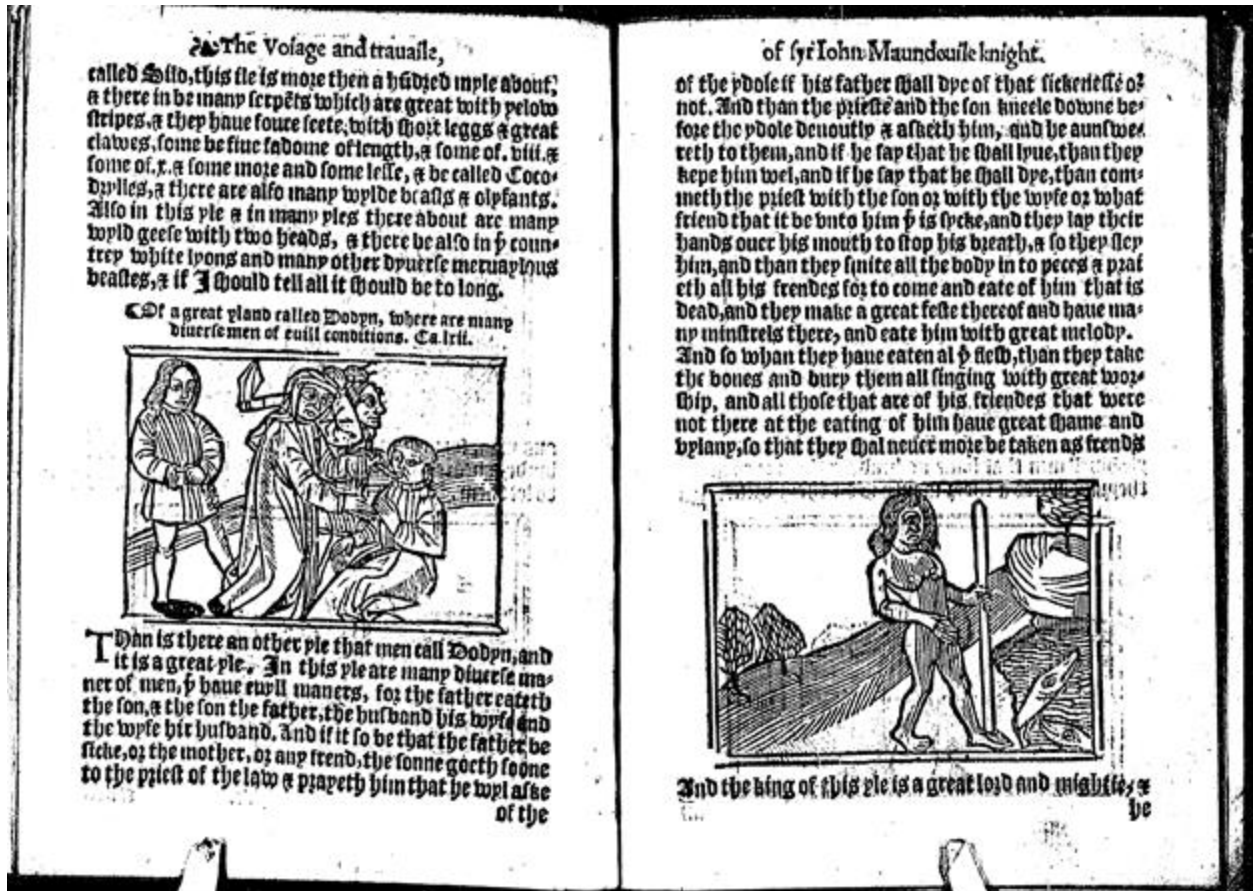 The Voiage and travaile,
called Silo, this ile is more then a hūdred myle about,
& there in be many serpēts which are great with yelow
stripes, & they haue foure feete, with short leggs & great
clawes, some be fiue fadome of length, & some of. viii. &
some of. x. & some more and some lesse, & be called Coco-
drylles, & there are also many wylde beasts & olyfants.
Also in this yle & in many yles there about are many
wyld geese with two heads, & there be also in þͤ coun-
trey white lyons and many other dyuerse meruaylous
beastes, & if I should tell all it should be to long.
Of a great yland called Dodyn, where are many
diuerse men of euill conditions. Ca. lxii.
THan is there an other yle that men call Dodyn, and
it is a great yle. In this yle are many diuerse ma-
ner of men, þͭ haue euyll maners, for the father eateth
the son, & the son the father, the husband his wyfe and
the wyfe hir husband. And if it so be that the father be
sicke, or the mother, or any frend, the sonne goeth soone
to the priest of the law & prayeth him that he wyl aske
of the
of syr Iohn Maundeuile knight.
of the ydole if his father shall dye of that sickenesse or
not. And than the prieste and the son kneele downe be-
fore the ydole deuoutly & asketh him, and he aunswe-
reth to them, and if he say that he shall lyue, than they
kepe him wel, and if he say that he shall dye, than com-
meth the priest with the son or with the wyfe or what
friend that it be vnto him þͭ is sycke, and they lay their
hands ouer his mouth to stop his breath, & so they sley
him, and than they smite all the body in to peces & prai
eth all his frendes for to come and eate of him that is
dead, and they make a great feste thereof and haue ma-
ny minstrels there, and eate him with great melody.
And so whan they haue eaten al þͤ flesh, than they take
the bones and bury them all singing with great wor-
ship, and all those that are of his friendes that were
not there at the eating of him haue great shame and
vylany, so that they shal neuer more be taken as frends
And the king of this yle is a great lord and mightie, &
he